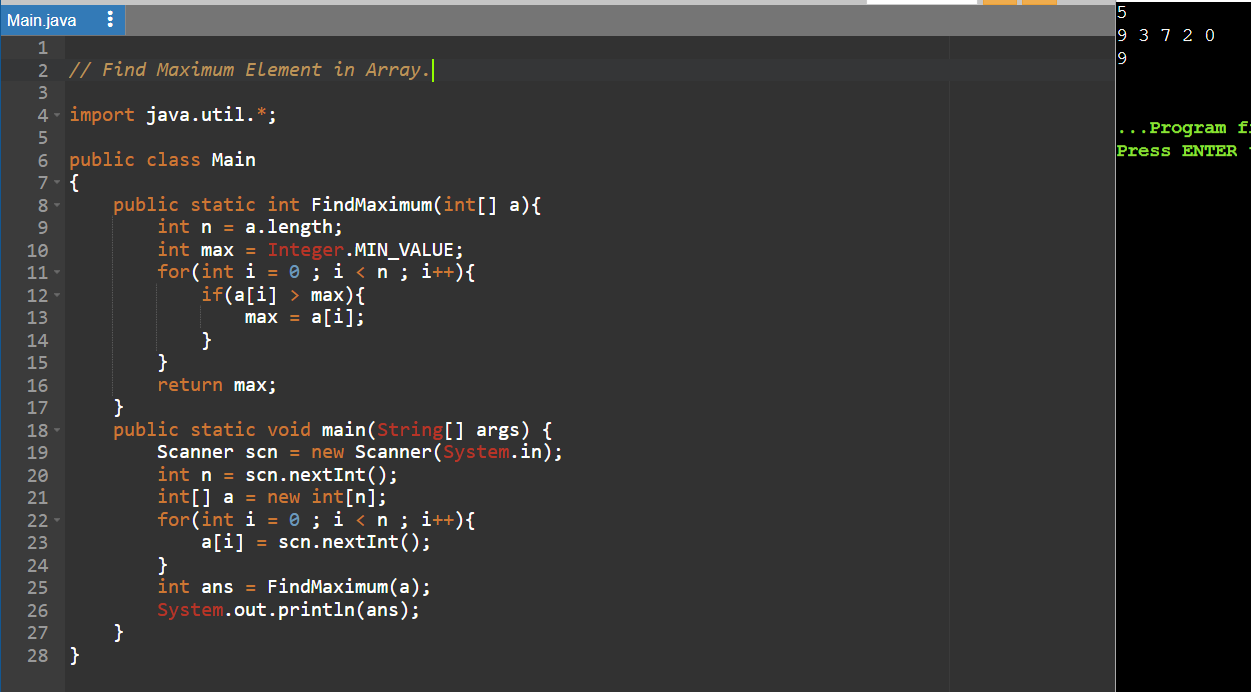 Main.java
1
2 // Find Maximum Element in Array.
3
4 import java.util.*;
5
6 public class Main
7 {
8 public static int FindMaximum(int[] a){
9 int n = a.length;
10 int max = Integer.MIN_VALUE;
11 for(int i = 0 ; i < n ; i++){
12 if(a[i] > max){
13 max = a[i];
14 }
15 }
16 return max;
17 }
18 public static void main(String[] args) {
19 Scanner scn = new Scanner(System.in);
20 int n = scn.nextInt();
21 int[] a = new int[n];
22 for(int i = 0 ; i < n ; i++){
23 a[i] = scn.nextInt();
24 }
25 int ans = FindMaximum(a);
26 System.out.println(ans);
27 }
28 }
5
9 3 7 2 0
9
...Program
Press ENTER